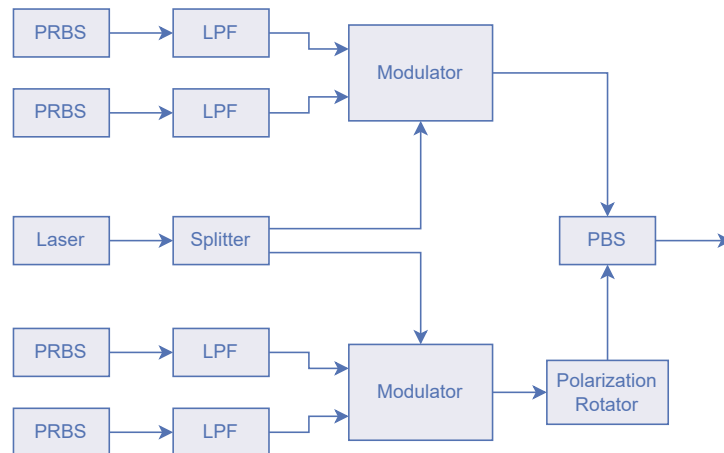 PRBS
LPF
Modulator
PRBS
LPF
Laser
Splitter
PBS
PRBS
LPF
Modulator
Polarization
Rotator
PRBS
LPF